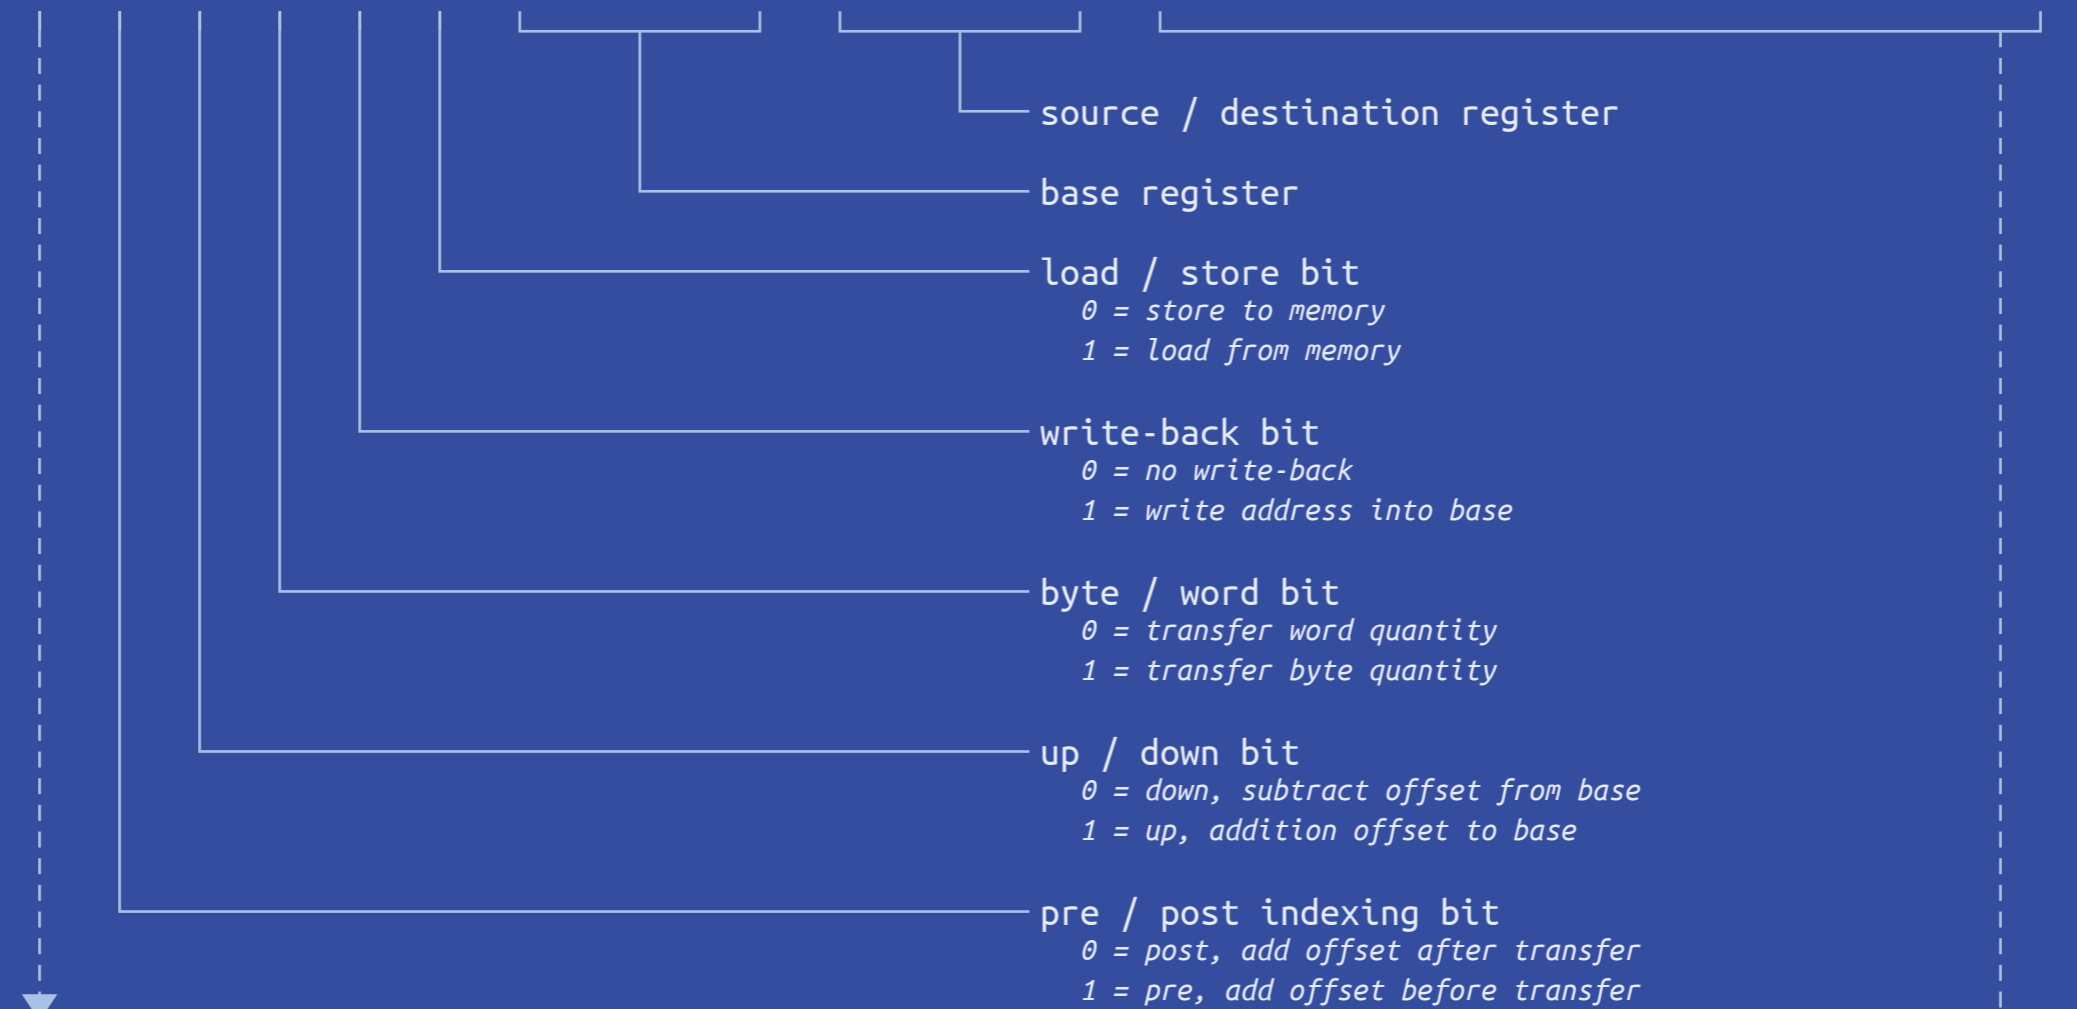 source / destination register
base register
load / store bit
0 = store to memory
1 = load from memory
write-back bit
0 = no write-back
1 = write address into base
byte / word bit
0 = transfer word quantity
1 = transfer byte quantity
up / down bit
0 = down, subtract offset from base
1 = up, addition offset to base
pre / post indexing bit
0 = post, add offset after transfer
1 = pre, add offset before transfer